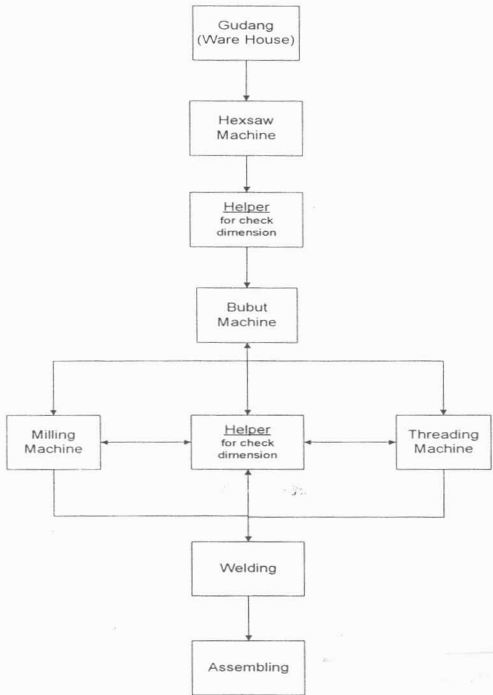 Gudang
(Ware House)
Hexsaw
Machine
Helper
for check
dimension
Bubut
Machine
Milling
Machine
Helper
for check
dimension
Threading
Machine
Welding
Assembling